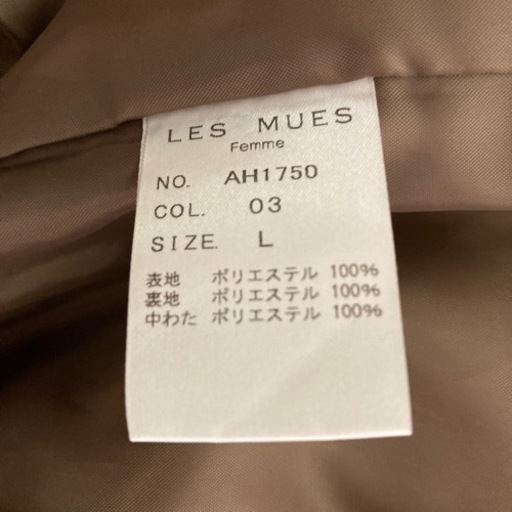 LES MUES
Femme
NO. AH1750
COL. 03
SIZE. L
表地 ポリエステル 100%
裏地 ポリエステル 100%
中わた ポリエステル 100%